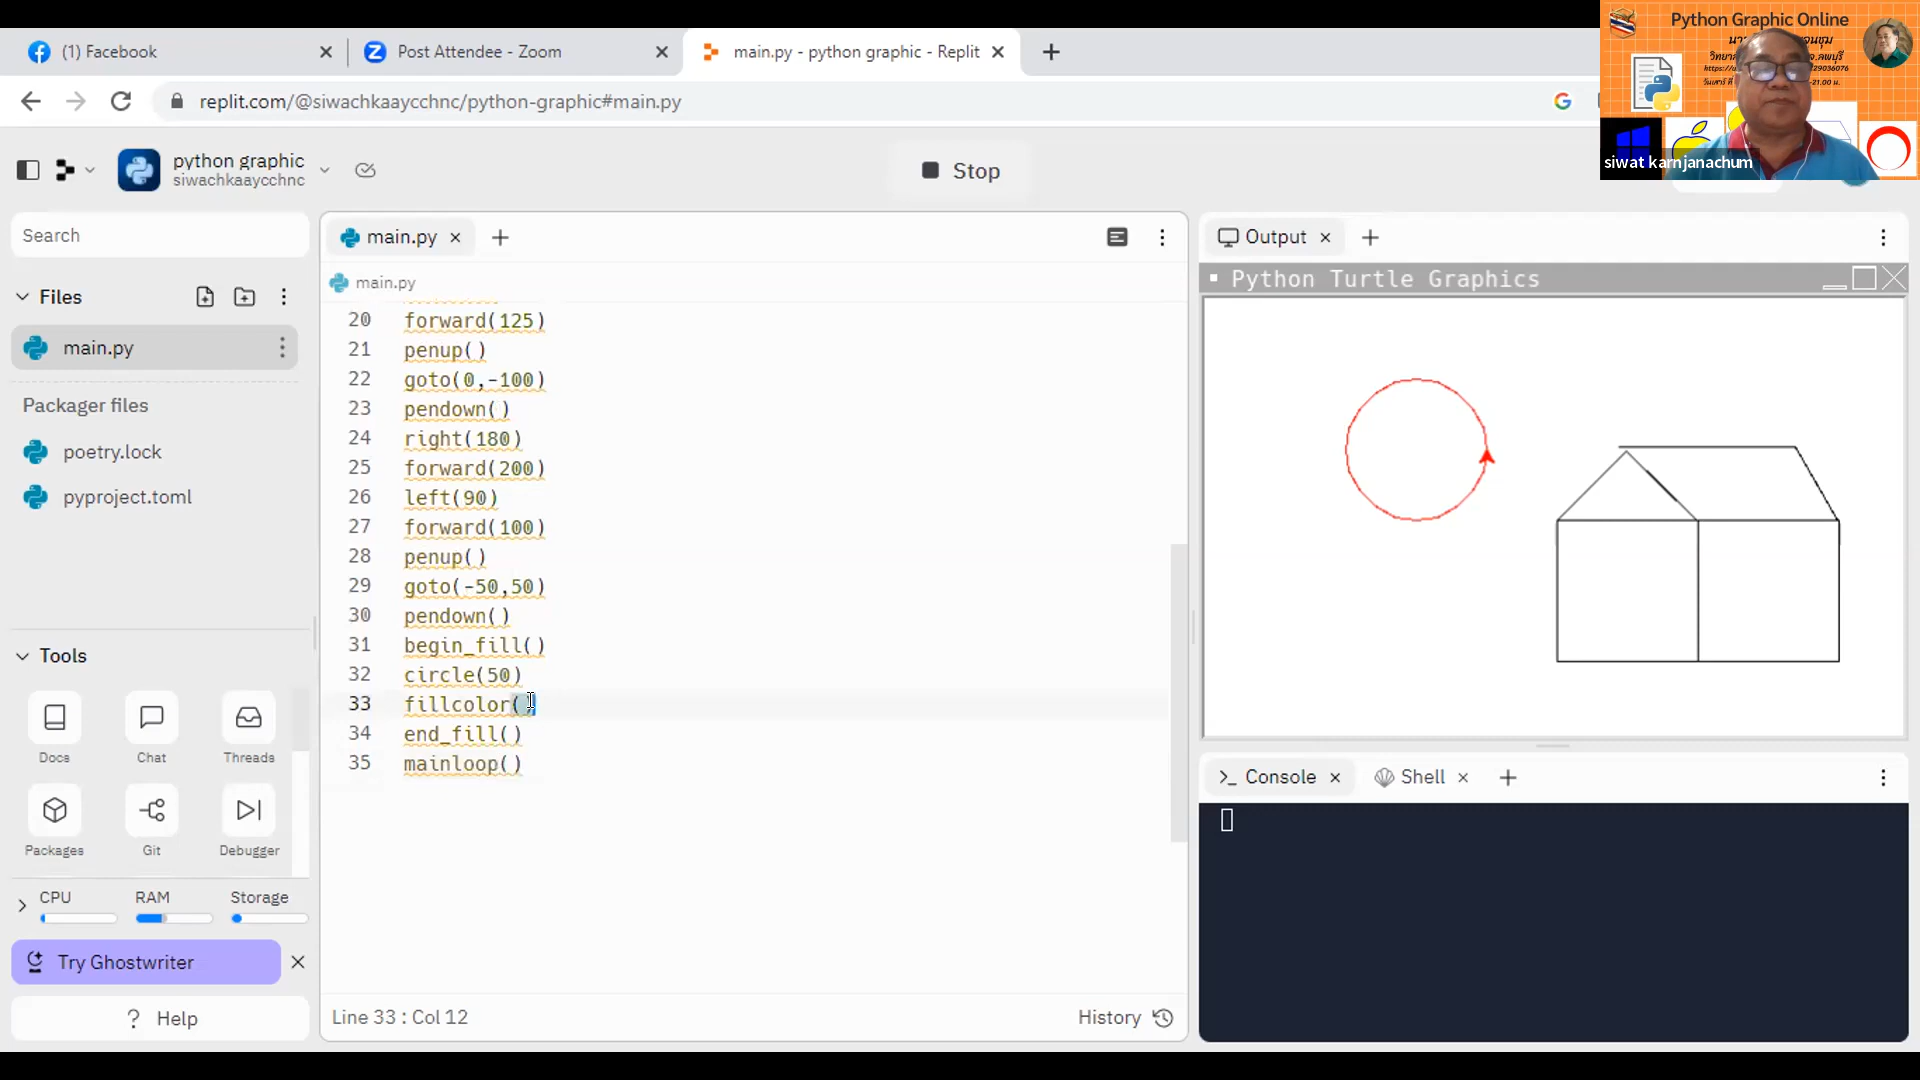 (1) Facebook
Post Attendee - Zoom
main.py - python graphic - Replit
replit.com/@siwachkaaycchnc/python-graphic#main.py
Python Graphic Online
siwat karnjanachum
python graphic
siwachkaaycchnc
Stop
Search
Files
main.py
Packager files
poetry.lock
pyproject.toml
Tools
Docs
Chat
Threads
Packages
Git
Debugger
CPU
RAM
Storage
Try Ghostwriter
? Help
main.py
main.py
20 forward(125)
21 penup()
22 goto(0,-100)
23 pendown()
24 right(180)
25 forward(200)
26 left(90)
27 forward(100)
28 penup()
29 goto(-50,50)
30 pendown()
31 begin_fill()
32 circle(50)
33 fillcolor()
34 end_fill()
35 mainloop()
Line 33 : Col 12
History
Output
Python Turtle Graphics
Console
Shell